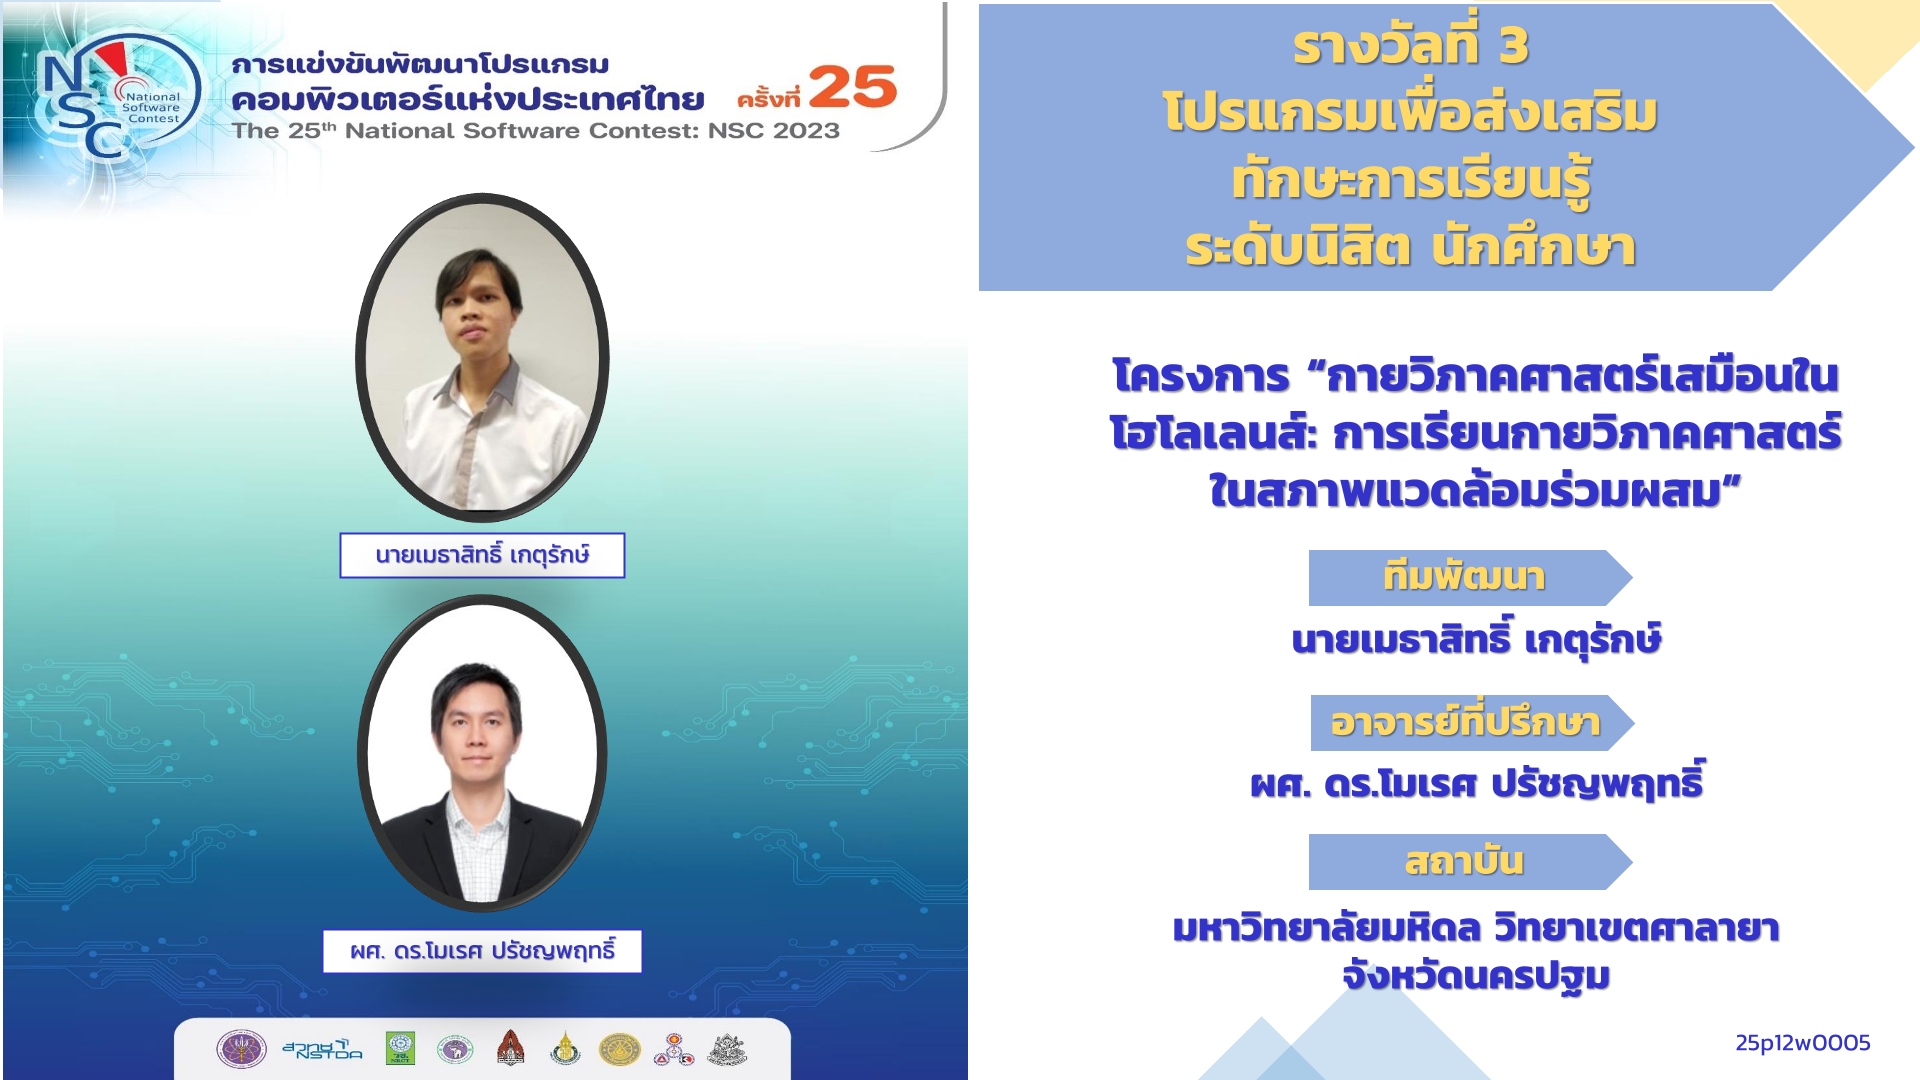 NSC
National
Software
Contest
การแข่งขันพัฒนาโปรแกรม
คอมพิวเตอร์แห่งประเทศไทย ครั้งที่ 25
The 25th National Software Contest: NSC 2023
นายเมธาสิทธิ์ เกตุรักษ์
ผศ. ดร.โมเรศ ปรัชญพฤทธิ์
สวทช
NSTDA
รางวัลที่ 3
โปรแกรมเพื่อส่งเสริม
ทักษะการเรียนรู้
ระดับนิสิต นักศึกษา
โครงการ “กายวิภาคศาสตร์เสมือนใน
โฮโลเลนส์: การเรียนกายวิภาคศาสตร์
ในสภาพแวดล้อมร่วมผสม”
ทีมพัฒนา
นายเมธาสิทธิ์ เกตุรักษ์
อาจารย์ที่ปรึกษา
ผศ. ดร.โมเรศ ปรัชญพฤทธิ์
สถาบัน
มหาวิทยาลัยมหิดล วิทยาเขตศาลายา
จังหวัดนครปฐม
25p12w0005